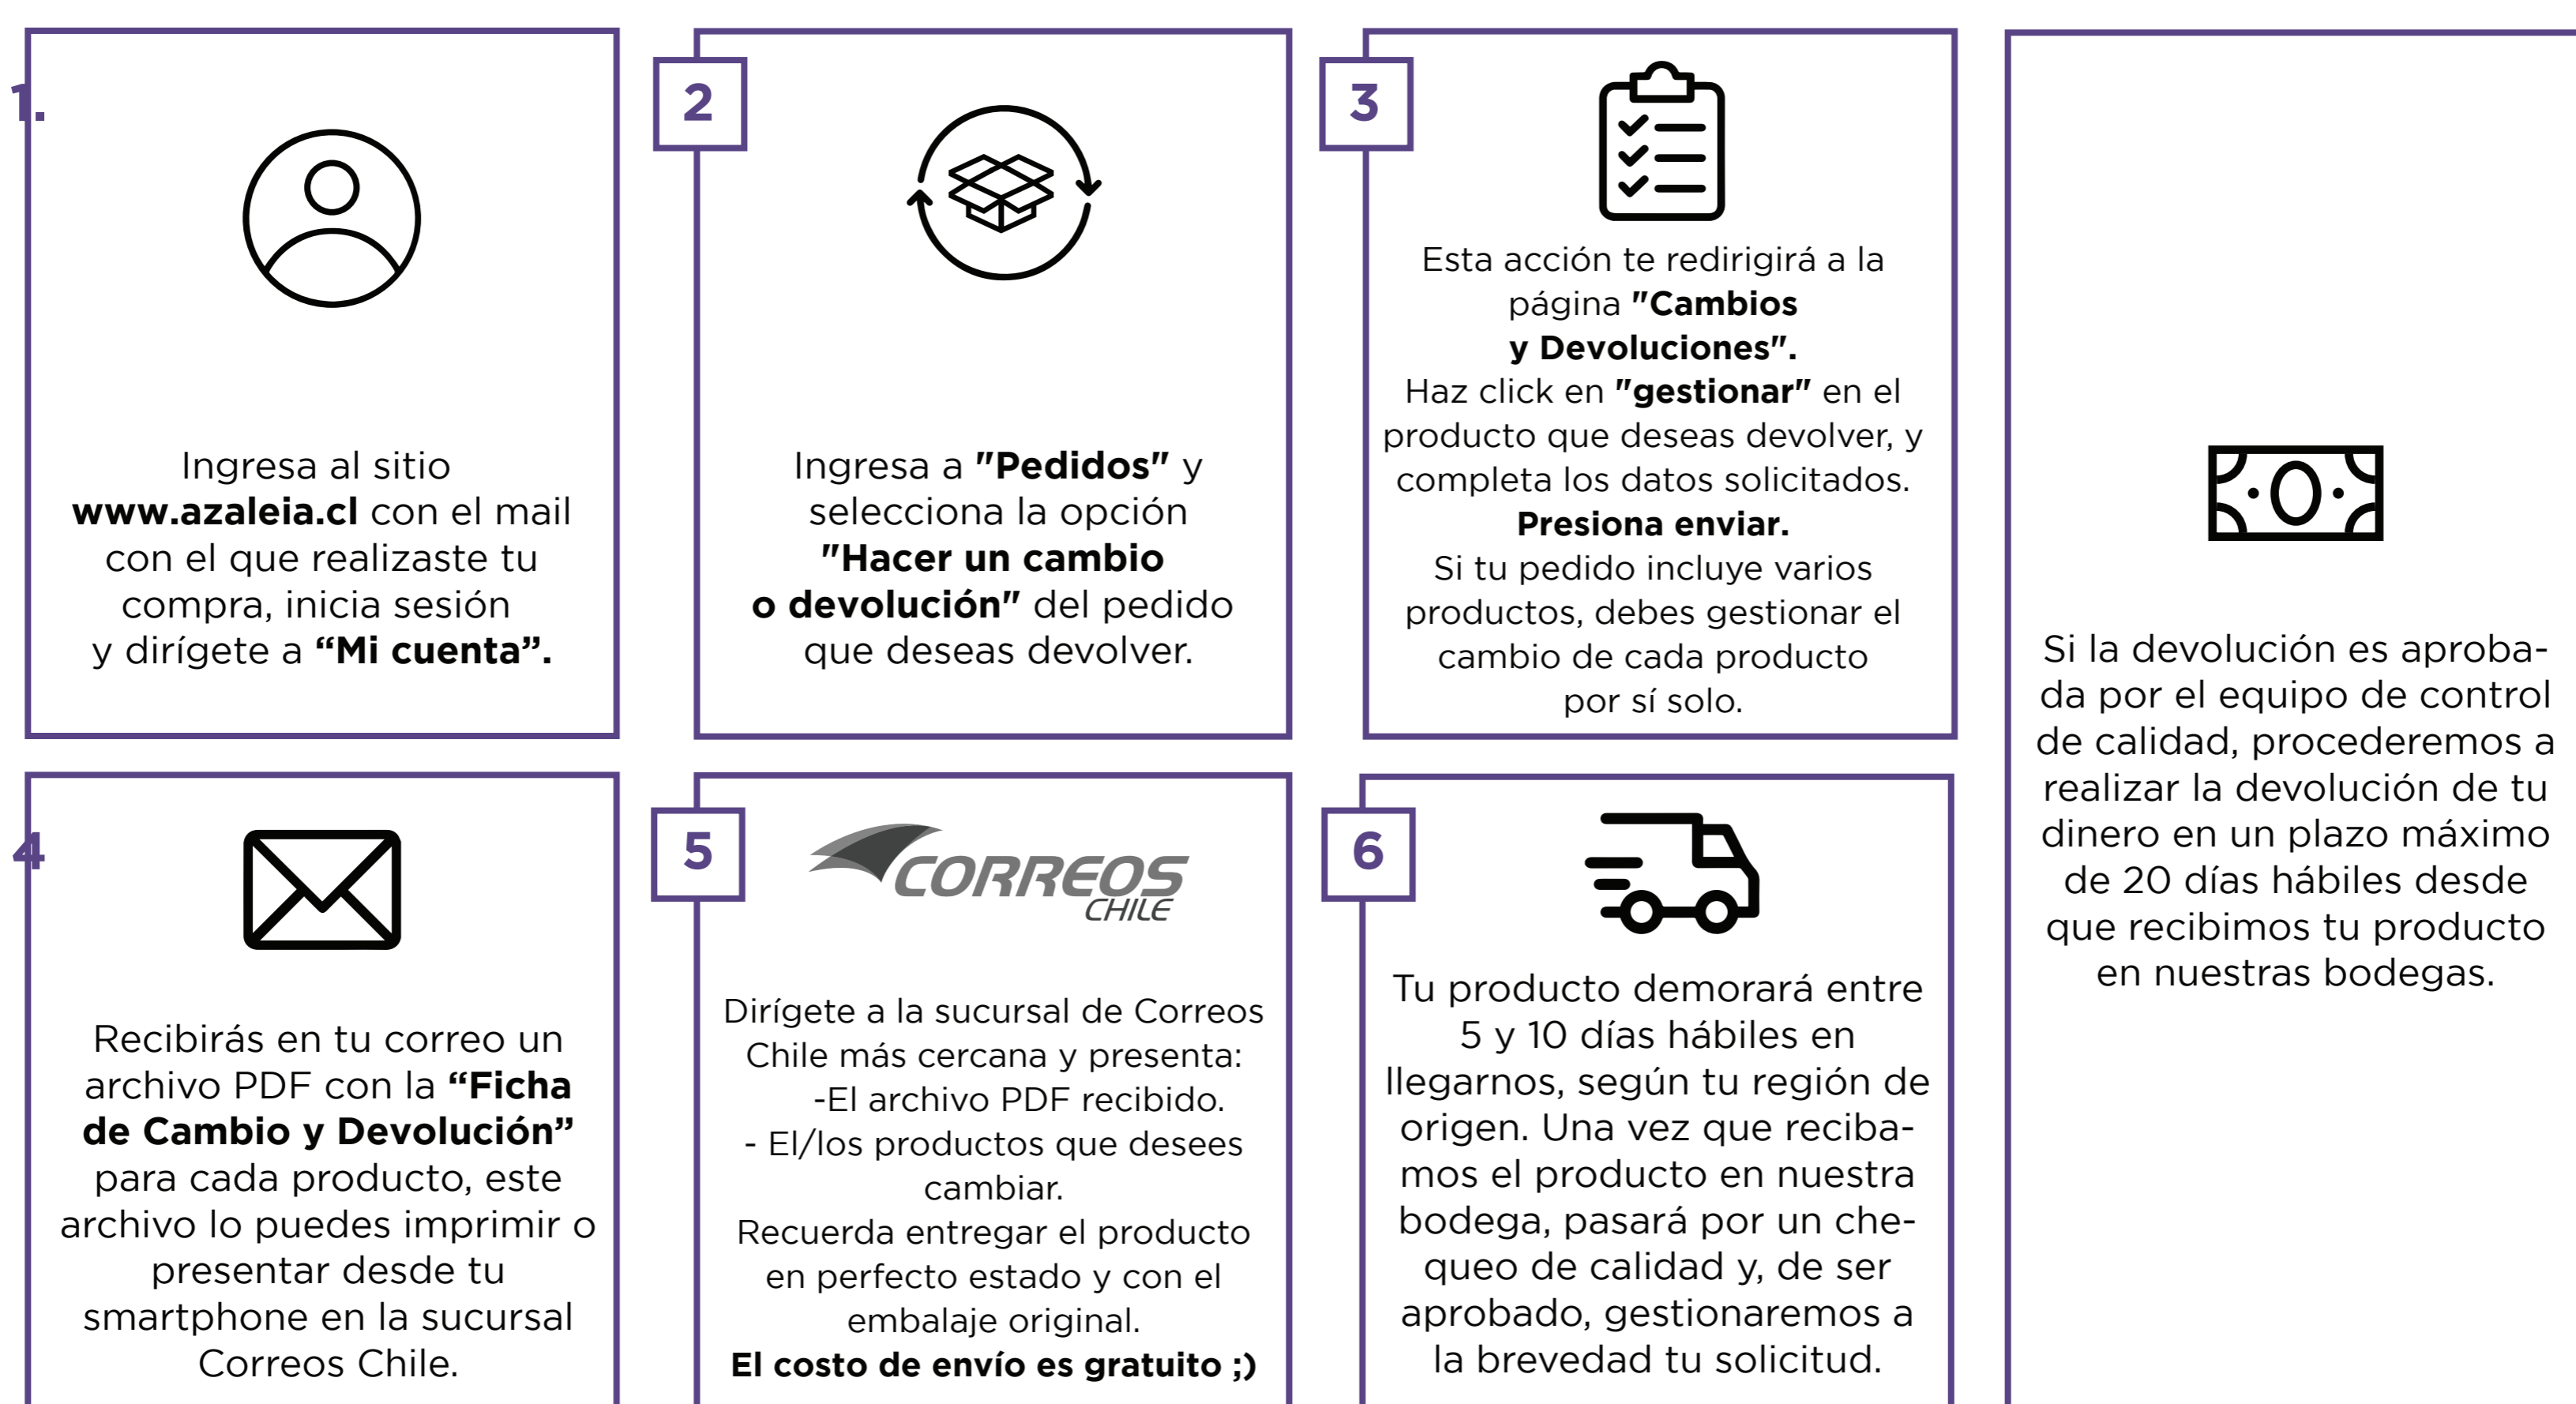 1.
Ingresa al sitio
www.azaleia.cl con el mail
con el que realizaste tu
compra, inicia sesión
y dirígete a “Mi cuenta”.
2
Ingresa a "Pedidos" y
selecciona la opción
"Hacer un cambio
o devolución" del pedido
que deseas devolver.
3
Esta acción te redirigirá a la
página "Cambios
y Devoluciones".
Haz click en "gestionar" en el
producto que deseas devolver, y
completa los datos solicitados.
Presiona enviar.
Si tu pedido incluye varios
productos, debes gestionar el
cambio de cada producto
por sí solo.
4
Recibirás en tu correo un
archivo PDF con la “Ficha
de Cambio y Devolución”
para cada producto, este
archivo lo puedes imprimir o
presentar desde tu
smartphone en la sucursal
Correos Chile.
5
CORREOS
CHILE
Dirígete a la sucursal de Correos
Chile más cercana y presenta:
-El archivo PDF recibido.
- El/los productos que desees
cambiar.
Recuerda entregar el producto
en perfecto estado y con el
embalaje original.
El costo de envío es gratuito ;)
6
Tu producto demorará entre
5 y 10 días hábiles en
llegarnos, según tu región de
origen. Una vez que reciba-
mos el producto en nuestra
bodega, pasará por un che-
queo de calidad y, de ser
aprobado, gestionaremos a
la brevedad tu solicitud.
Si la devolución es aproba-
da por el equipo de control
de calidad, procederemos a
realizar la devolución de tu
dinero en un plazo máximo
de 20 días hábiles desde
que recibimos tu producto
en nuestras bodegas.